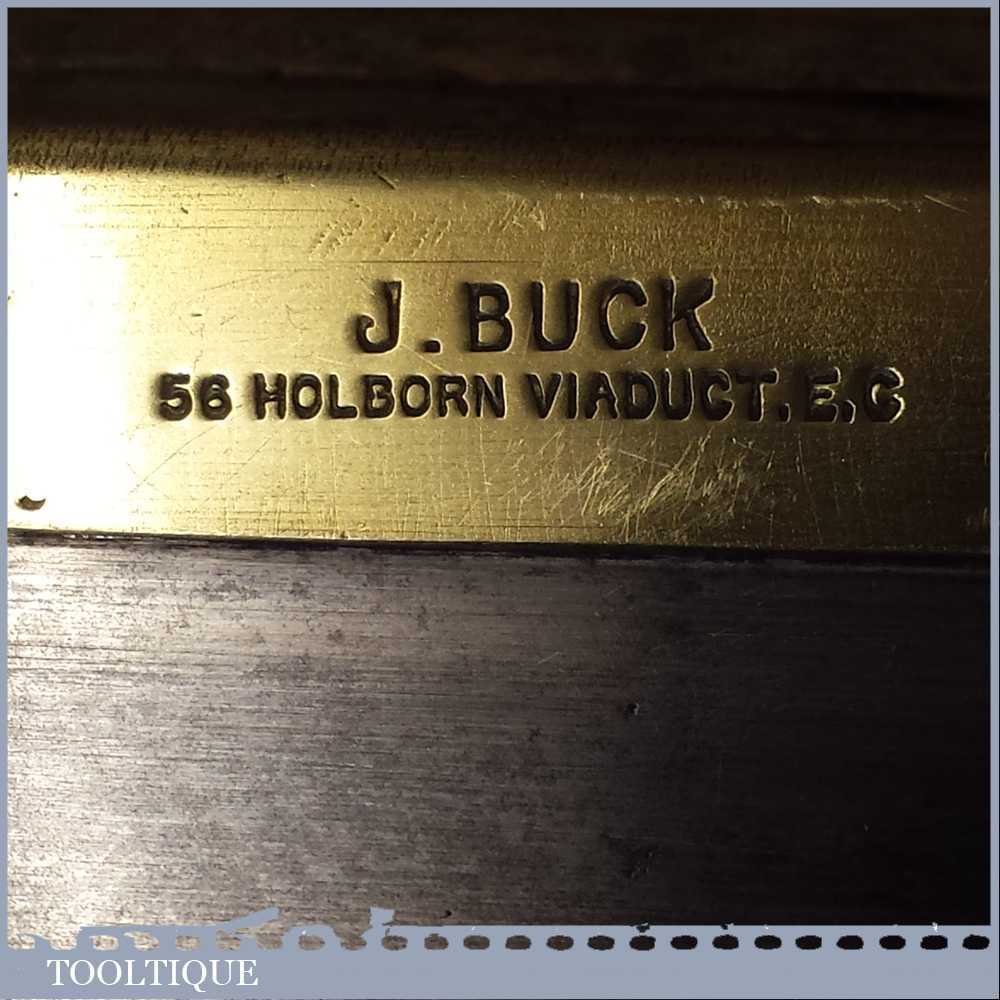 J. BUCK
56 HOLBORN VIADUCT. E. C
TOOLTIQUE